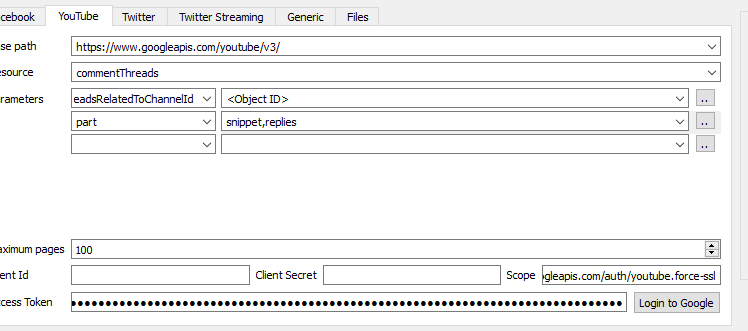 cebook YouTube Twitter Twitter Streaming Generic Files
se path https://www.googleapis.com/youtube/v3/
esource commentThreads
rameters eadsRelatedToChannelId <Object ID> ..
part snippet,replies ..
..
aximum pages 100
ent Id Client Secret Scope ogleapis.com/auth/youtube.force-ssl
ccess Token ●●●●●●●●●●●●●●●●●●●●●●●●●●●●●●●●●●●●●●●●●●●●●●●●●●●●●●●●●●●●●●●●●●●●●●●●●●● Login to Google